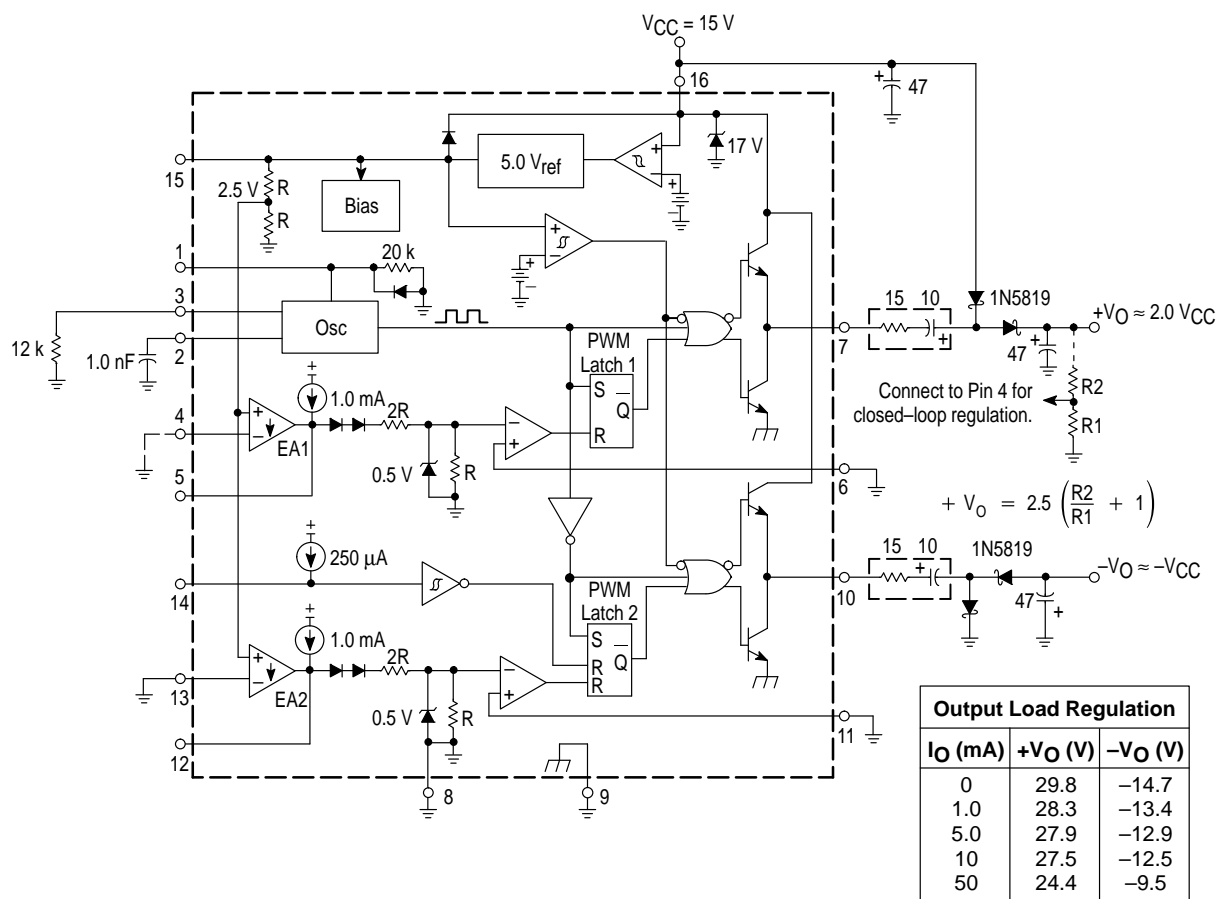 VCC = 15 V
16
+
47
17 V
+
–
+
–
5.0 Vref
15
2.5 V
R
R
Bias
+
–
+
–
1
20 k
3
Osc
2
12 k
1.0 nF
PWM
Latch 1
S
Q
R
7
15
10
+
1N5819
+VO ≈ 2.0 VCC
47
+
R2
R1
Connect to Pin 4 for
closed–loop regulation.
+
1.0 mA
4
+
–
EA1
2R
5
0.5 V
R
–
+
6
+ VO = 2.5 (R2/R1 + 1)
+
250 µA
14
PWM
Latch 2
S
Q
R
R
10
15
10
+
1N5819
–VO ≈ –VCC
47
+
+
1.0 mA
+
–
EA2
2R
13
12
0.5 V
R
–
+
11
8
9
Output Load Regulation
IO (mA) +VO (V) –VO (V)
0 29.8 –14.7
1.0 28.3 –13.4
5.0 27.9 –12.9
10 27.5 –12.5
50 24.4 –9.5